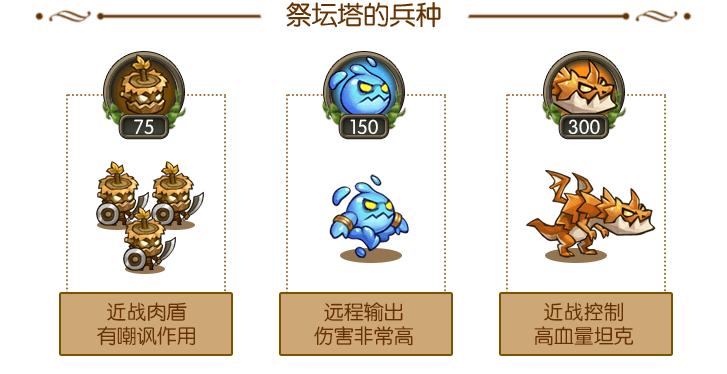 祭坛塔的兵种
75
150
300
近战肉盾
有嘲讽作用
远程输出
伤害非常高
近战控制
高血量坦克